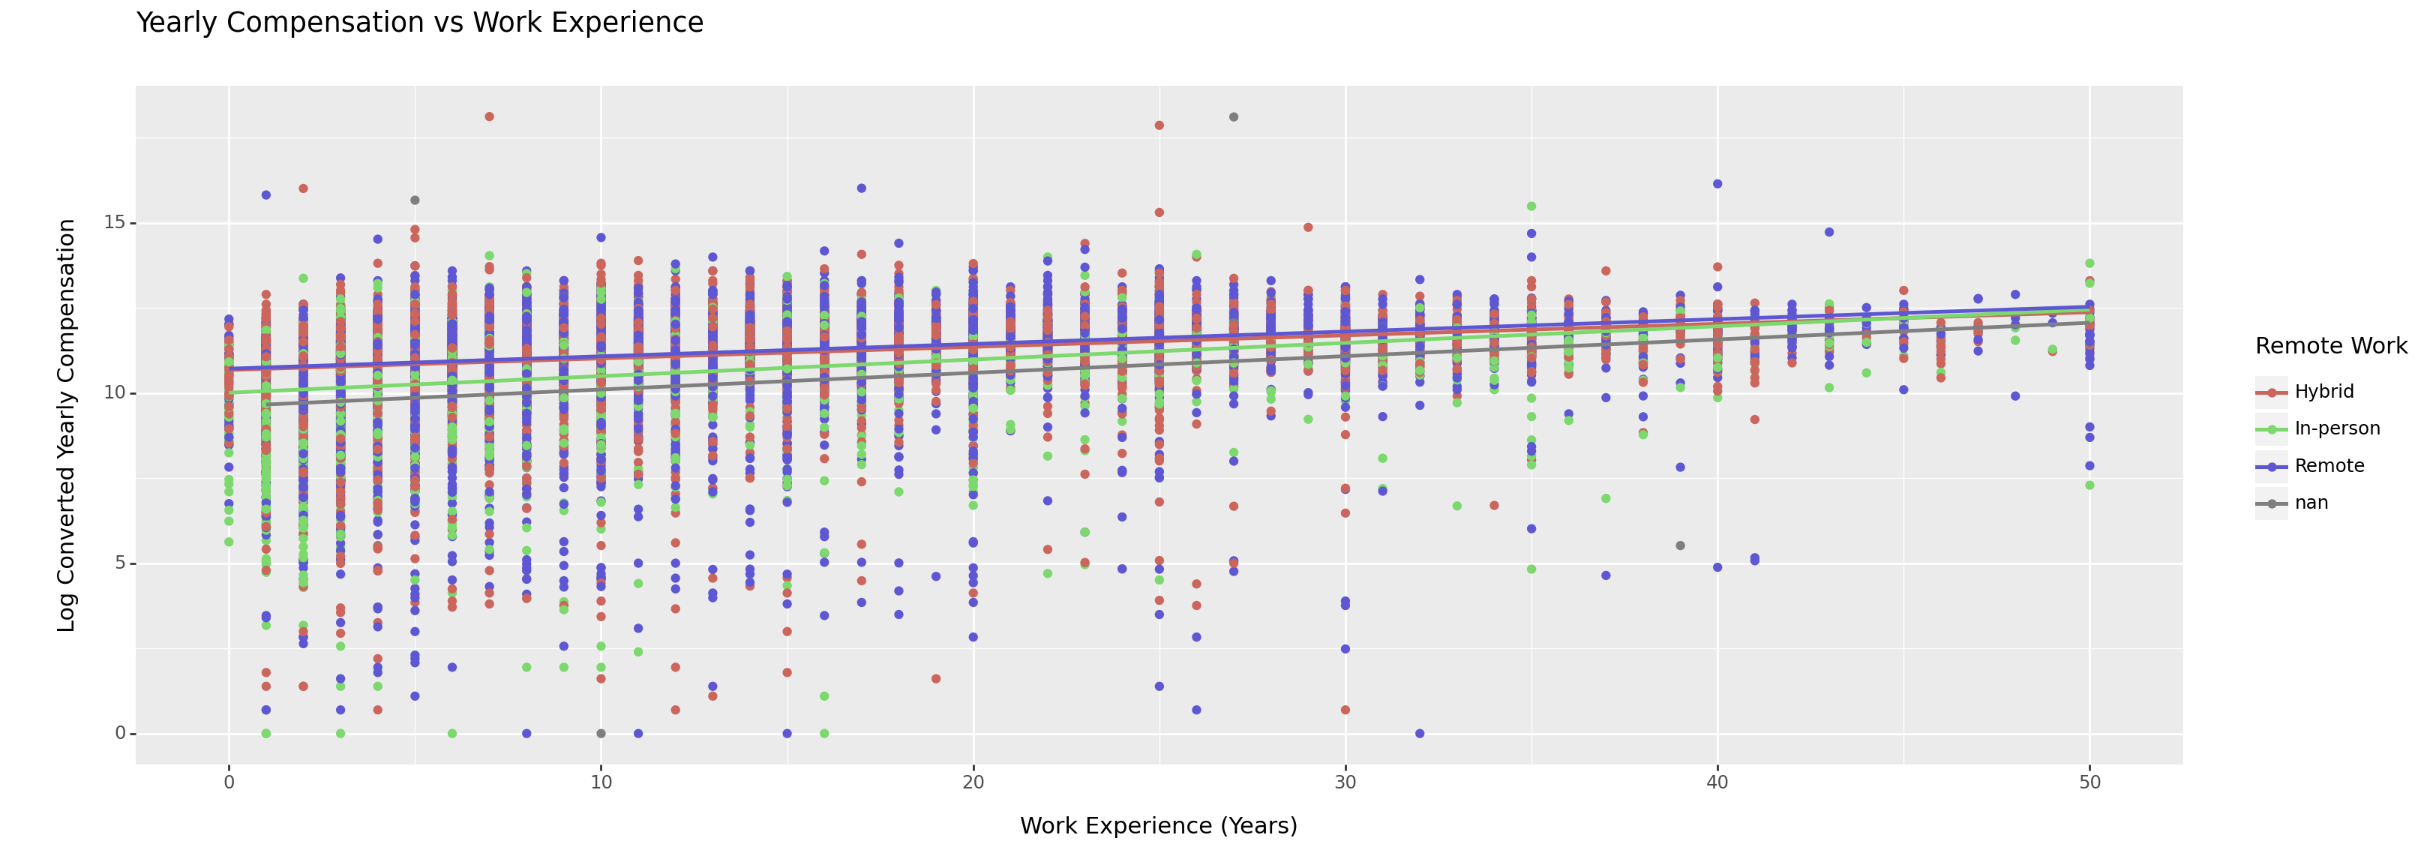 Yearly Compensation vs Work Experience
Log Converted Yearly Compensation
15
10
5
0
0 10 20 30 40 50
Work Experience (Years)
Remote Work
Hybrid
In-person
Remote
nan